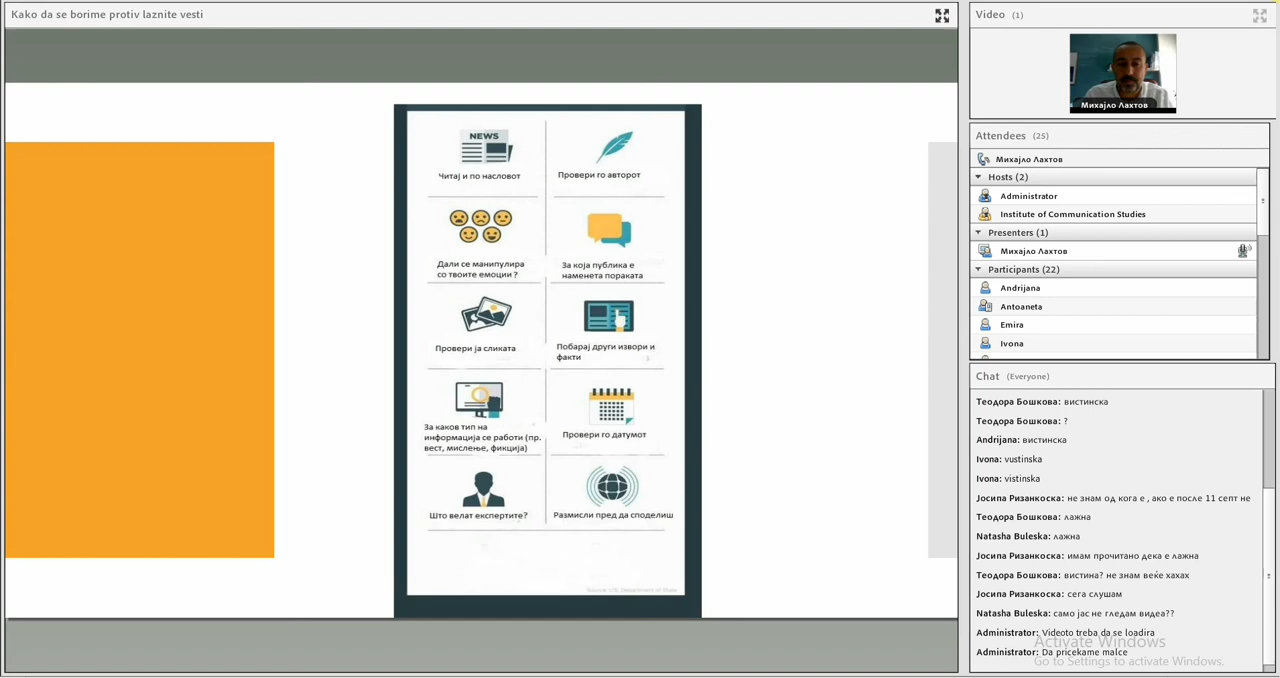 Kako da se borime protiv laznite vesti
NEWS
Читај и по насловот
Провери го авторот
Дали се манипулира
со твоите емоции?
За која публика е
наменета пораката
Провери ја сликата
Побарај други извори и
факти
За каков тип на
информација се работи (пр.
вест, мислење, фикција)
Провери го датумот
Што велат експертите?
Размисли пред да споделиш
Source: U.S. Department of State
Video (1)
Михајло Лахтов
Attendees (25)
Михајло Лахтов
Hosts (2)
Administrator
Institute of Communication Studies
Presenters (1)
Михајло Лахтов
Participants (22)
Andrijana
Antoaneta
Emira
Ivona
Chat (Everyone)
Теодора Бошкова: вистинска
Теодора Бошкова: ?
Andrijana: вистинска
Ivona: vustinska
Ivona: vistinska
Јосипа Ризанкоска: не знам од кога е , ако е после 11 септ не
Теодора Бошкова: лажна
Natasha Buleska: лажна
Јосипа Ризанкоска: имам прочитано дека е лажна
Теодора Бошкова: вистина? не знам веќе хахах
Јосипа Ризанкоска: сега слушам
Natasha Buleska: само јас не гледам видеа??
Administrator: Videoto treba da se loadira
Administrator: Da pricekame malce
Activate Windows
Go to Settings to activate Windows.